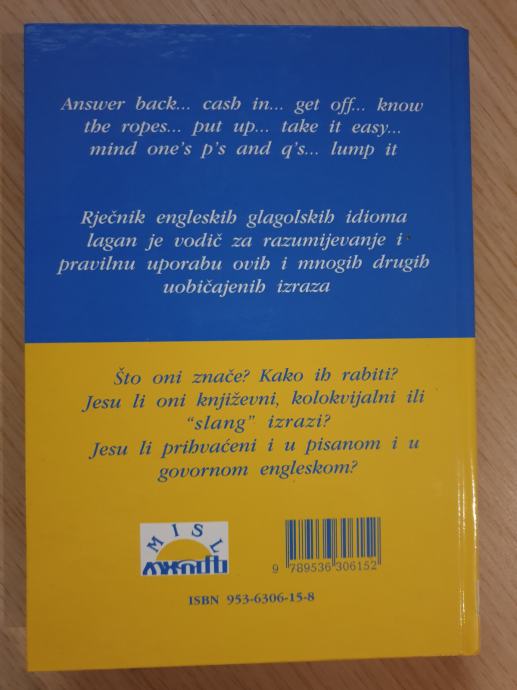 Answer back... cash in... get off... know
the ropes... put up... take it easy...
mind one's p's and q's... lump it
Rječnik engleskih glagolskih idioma
lagan je vodič za razumijevanje i
pravilnu uporabu ovih i mnogih drugih
uobičajenih izraza
Što oni znače? Kako ih rabiti?
Jesu li oni književni, kolokvijalni ili
“slang” izrazi?
Jesu li prihvaćeni i u pisanom i u
govornom engleskom?
MISL
9 789536 306152
ISBN 953-6306-15-8